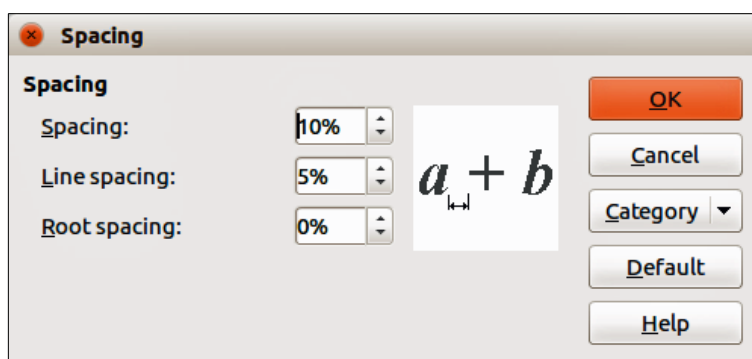 Spacing
Spacing
Spacing: 10%
Line spacing: 5%
Root spacing: 0%
a + b
OK
Cancel
Category
Default
Help